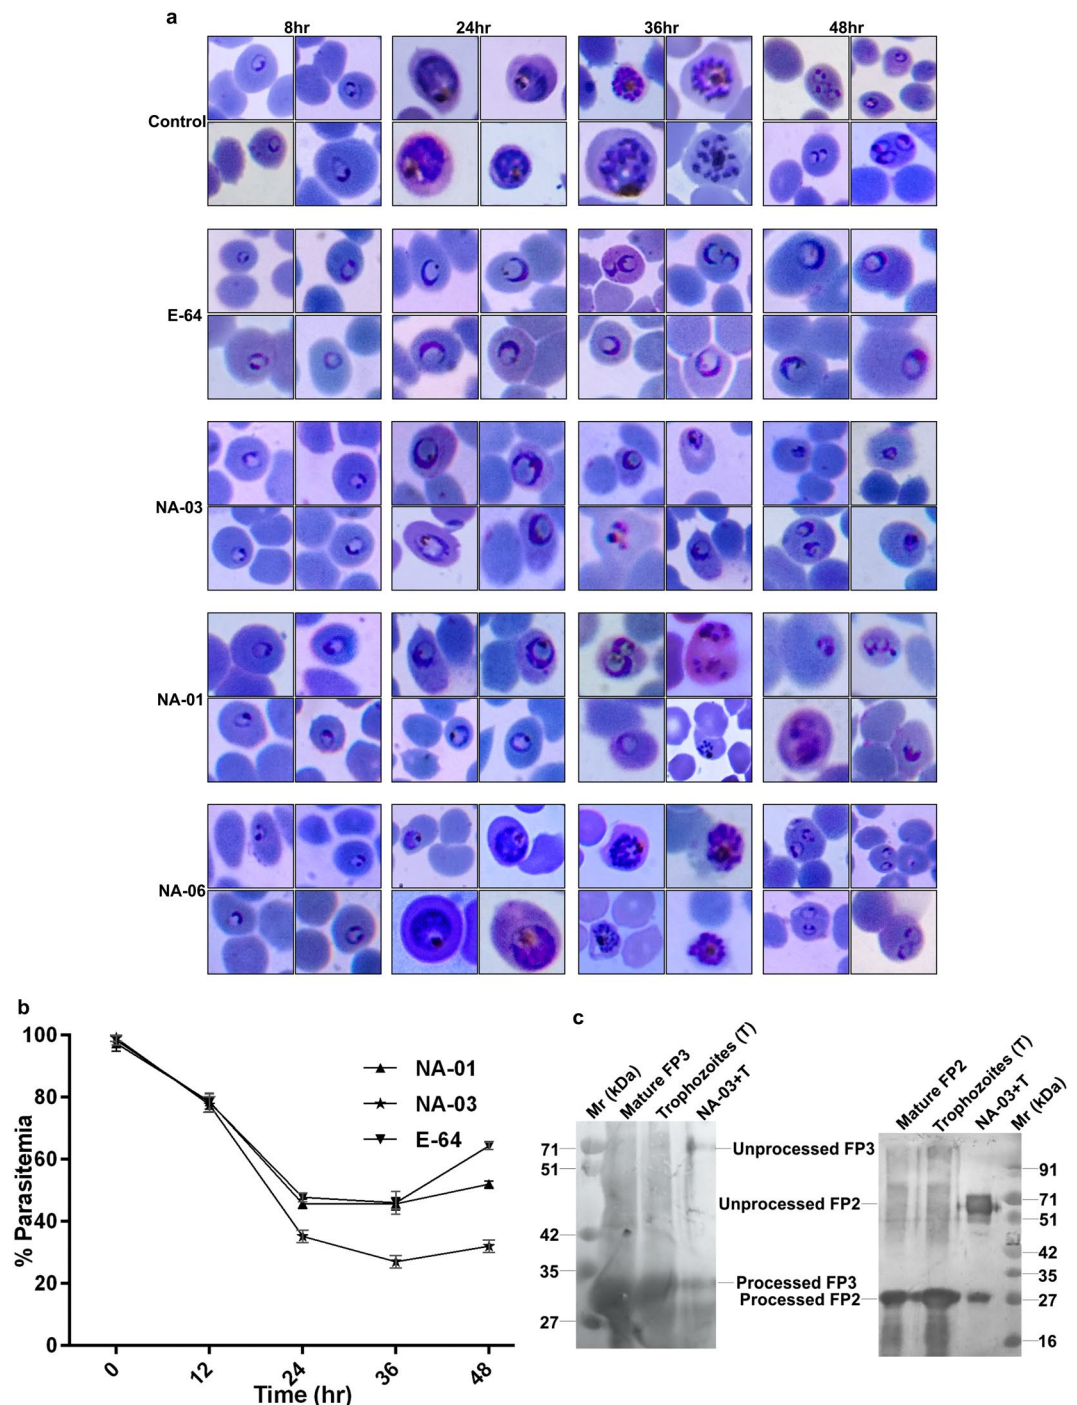 a
8hr 24hr 36hr 48hr
Control
E-64
NA-03
NA-01
NA-06
b
100
80
60
40
20
0
% Parasitemia
NA-01
NA-03
E-64
0 12 24 36 48
Time (hr)
c
Mr (kDa) Mature FP3 Trophozoites (T) NA-03+T
71
51
42
35
27
Unprocessed FP3
Unprocessed FP2
Processed FP3
Processed FP2
Mature FP2 Trophozoites (T) NA-03+T Mr (kDa)
91
71
51
42
35
27
16